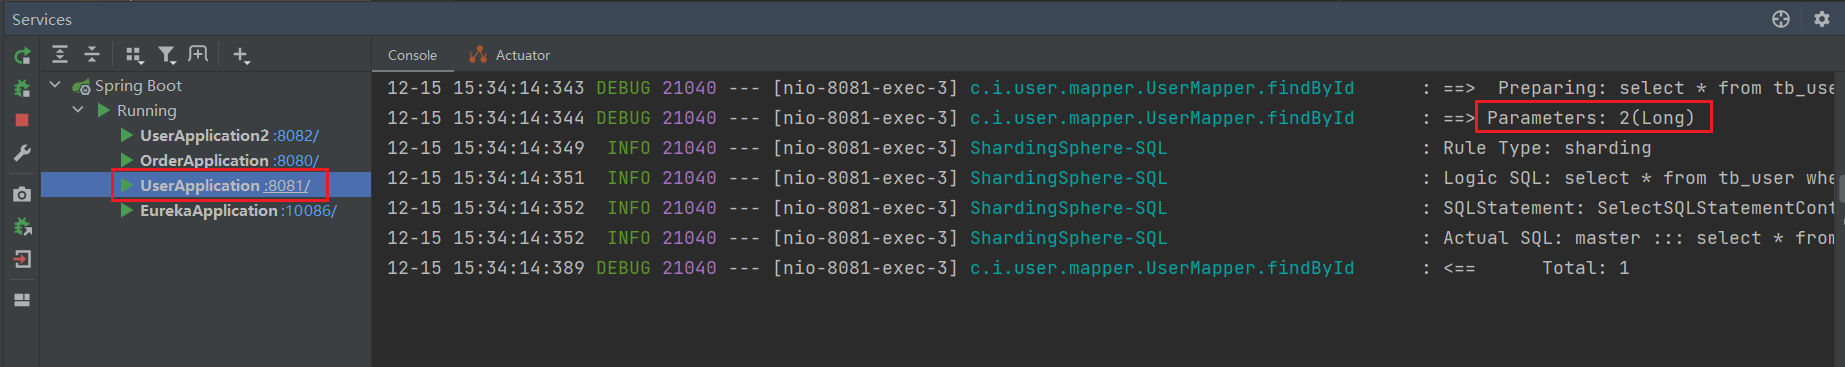 Services
Console
Actuator
Spring Boot
Running
UserApplication2 :8082/
OrderApplication :8080/
UserApplication :8081/
EurekaApplication :10086/
12-15 15:34:14:343 DEBUG 21040 --- [nio-8081-exec-3] c.i.user.mapper.UserMapper.findById : ==>  Preparing: select * from tb_use
12-15 15:34:14:344 DEBUG 21040 --- [nio-8081-exec-3] c.i.user.mapper.UserMapper.findById : ==> Parameters: 2(Long)
12-15 15:34:14:349  INFO 21040 --- [nio-8081-exec-3] ShardingSphere-SQL : Rule Type: sharding
12-15 15:34:14:351  INFO 21040 --- [nio-8081-exec-3] ShardingSphere-SQL : Logic SQL: select * from tb_user whe
12-15 15:34:14:352  INFO 21040 --- [nio-8081-exec-3] ShardingSphere-SQL : SQLStatement: SelectSQLStatementCont
12-15 15:34:14:352  INFO 21040 --- [nio-8081-exec-3] ShardingSphere-SQL : Actual SQL: master ::: select * from
12-15 15:34:14:389 DEBUG 21040 --- [nio-8081-exec-3] c.i.user.mapper.UserMapper.findById : <==      Total: 1